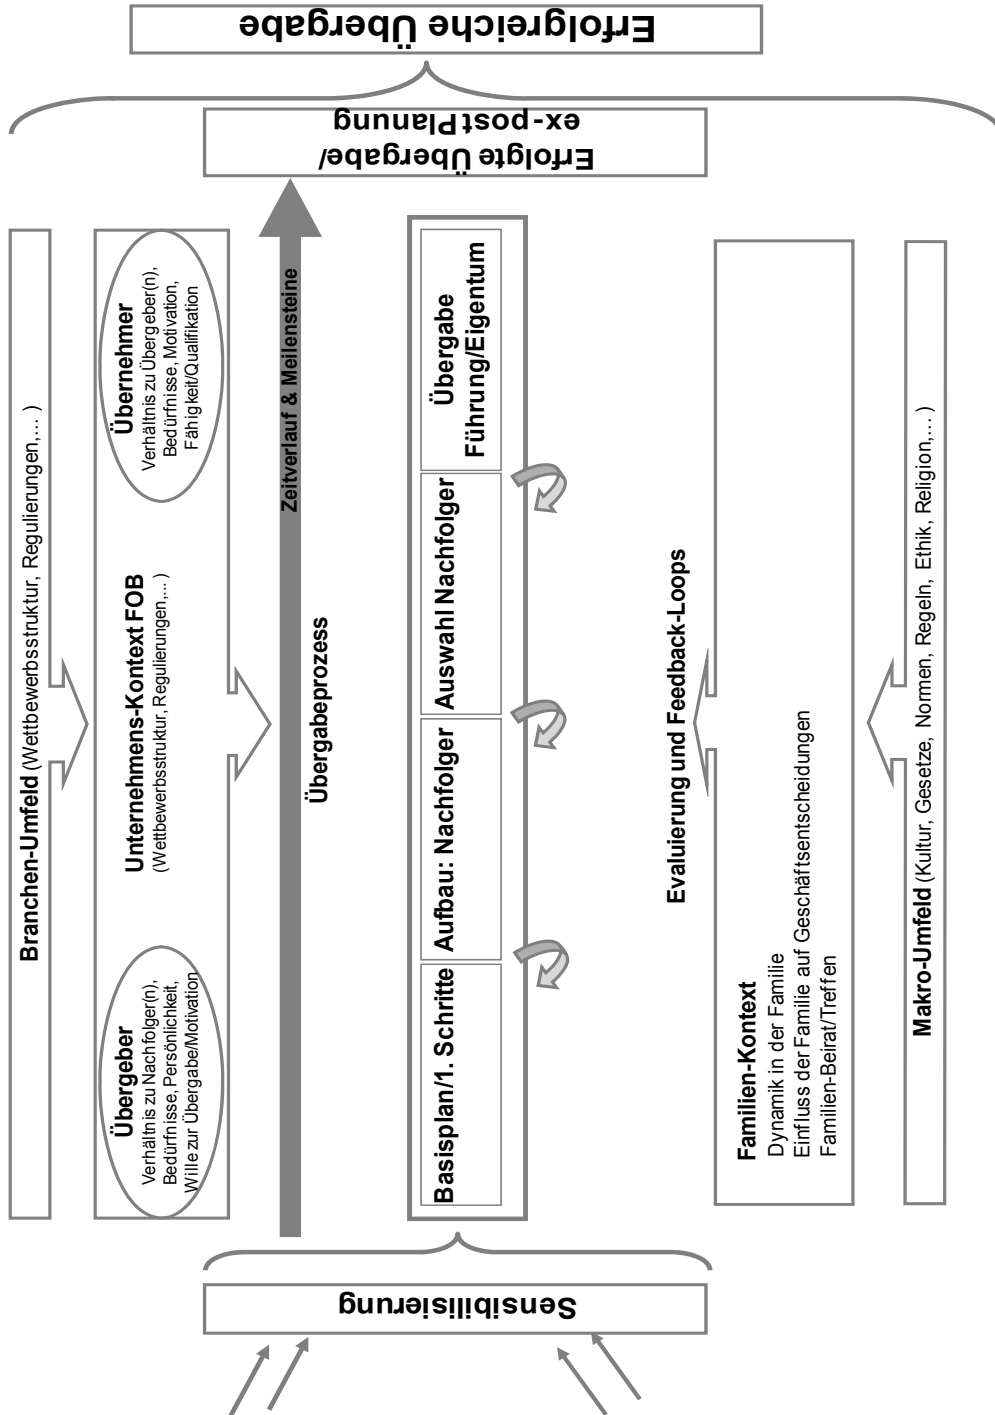 Branchen-Umfeld (Wettbewerbsstruktur, Regulierungen,… )
Übergeber
Verhältnis zu Nachfolger(n),
Bedürfnisse, Persönlichkeit,
Wille zur Übergabe/Motivation
Unternehmens-Kontext FOB
(Wettbewerbsstruktur, Regulierungen,… )
Übernehmer
Verhältnis zu Übergeber(n),
Bedürfnisse, Motivation,
Fähigkeit/Qualifikation
Zeitverlauf & Meilensteine
Übergabeprozess
Sensibilisierung
Basisplan/1. Schritte
Aufbau: Nachfolger
Auswahl Nachfolger
Übergabe
Führung/Eigentum
Erfolgte Übergabe/
ex-post Planung
Erfolgreiche Übergabe
Evaluierung und Feedback-Loops
Familien-Kontext
Dynamik in der Familie
Einfluss der Familie auf Geschäftsentscheidungen
Familien-Beirat/Treffen
Makro-Umfeld (Kultur, Gesetze, Normen, Regeln, Ethik, Religion,… )